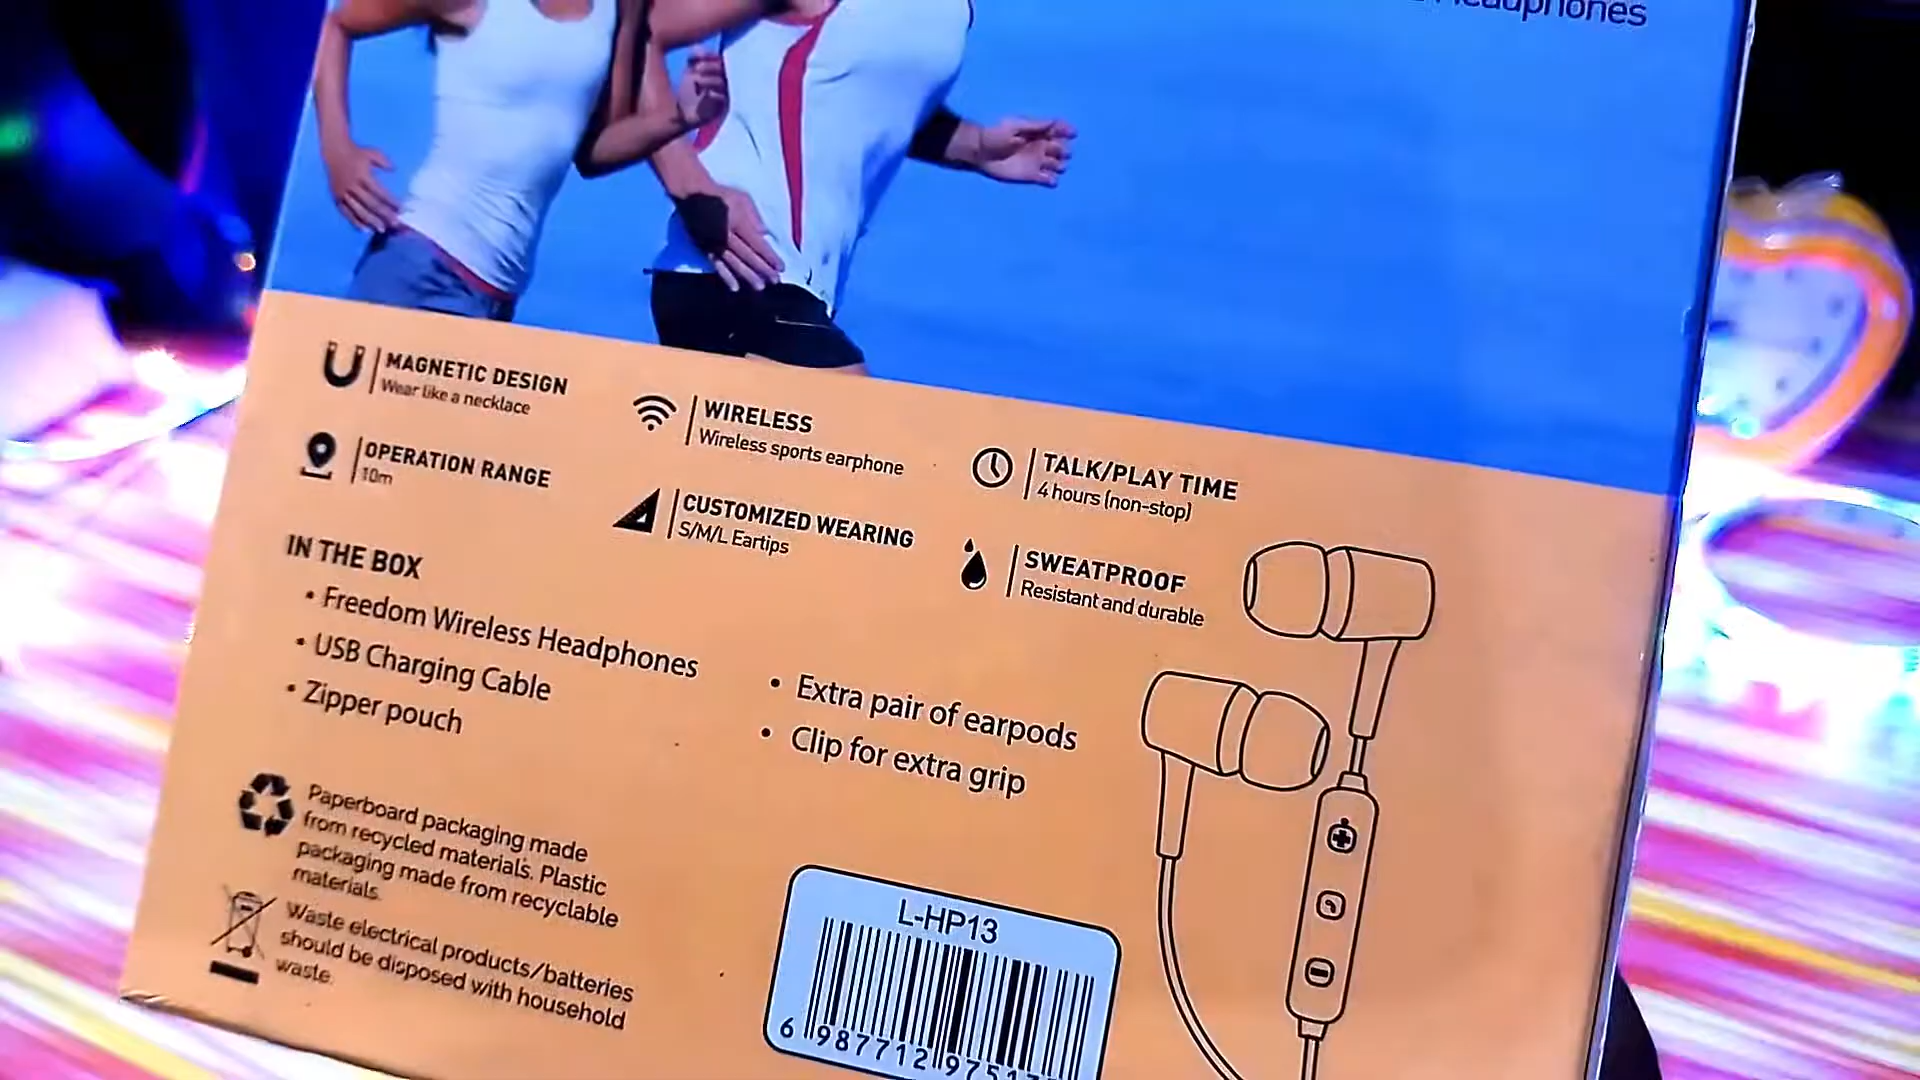 Headphones
MAGNETIC DESIGN
Wear like a necklace
WIRELESS
Wireless sports earphone
TALK/PLAY TIME
4 hours (non-stop)
OPERATION RANGE
10m
CUSTOMIZED WEARING
S/M/L Eartips
SWEATPROOF
Resistant and durable
IN THE BOX
• Freedom Wireless Headphones
• USB Charging Cable
• Zipper pouch
• Extra pair of earpods
• Clip for extra grip
Paperboard packaging made
from recycled materials. Plastic
packaging made from recyclable
materials.
Waste electrical products/batteries
should be disposed with household
waste.
L-HP13
6 987712 9751